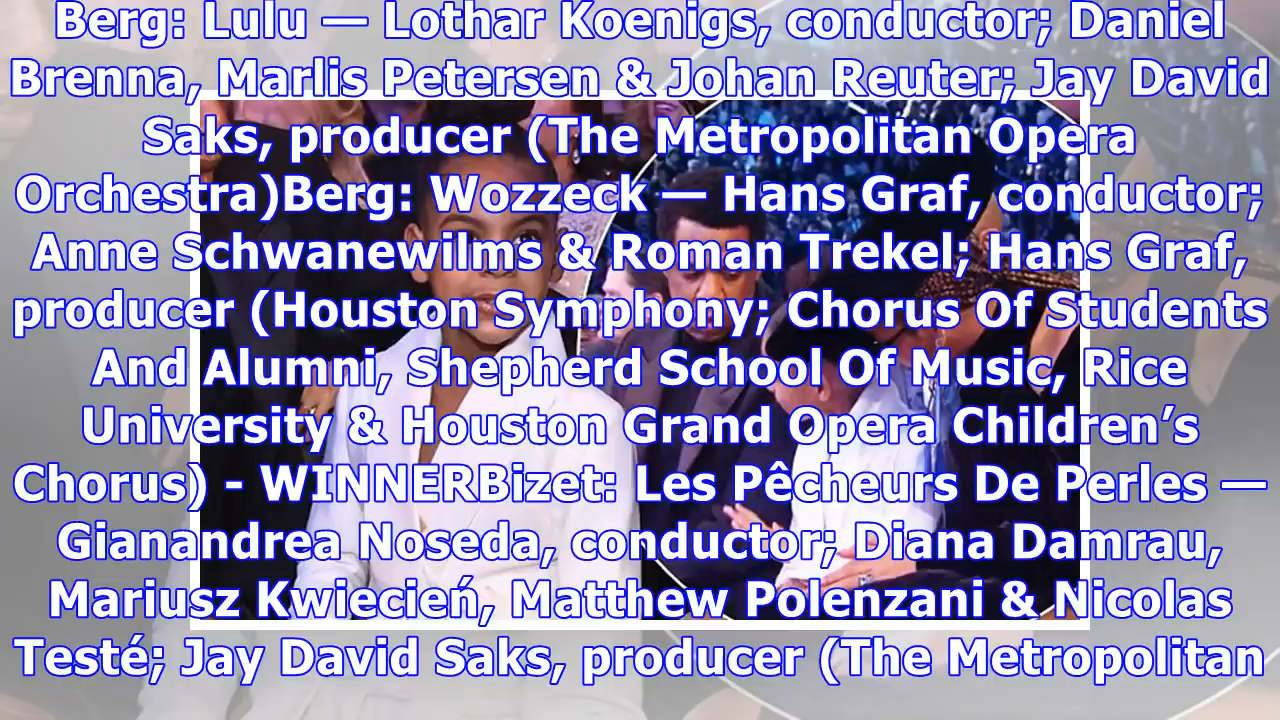 Berg: Lulu — Lothar Koenigs, conductor; Daniel
Brenna, Marlis Petersen & Johan Reuter; Jay David
Saks, producer (The Metropolitan Opera
Orchestra)Berg: Wozzeck — Hans Graf, conductor;
Anne Schwanewilms & Roman Trekel; Hans Graf,
producer (Houston Symphony; Chorus Of Students
And Alumni, Shepherd School Of Music, Rice
University & Houston Grand Opera Children’s
Chorus) - WINNERBizet: Les Pêcheurs De Perles —
Gianandrea Noseda, conductor; Diana Damrau,
Mariusz Kwiecień, Matthew Polenzani & Nicolas
Testé; Jay David Saks, producer (The Metropolitan